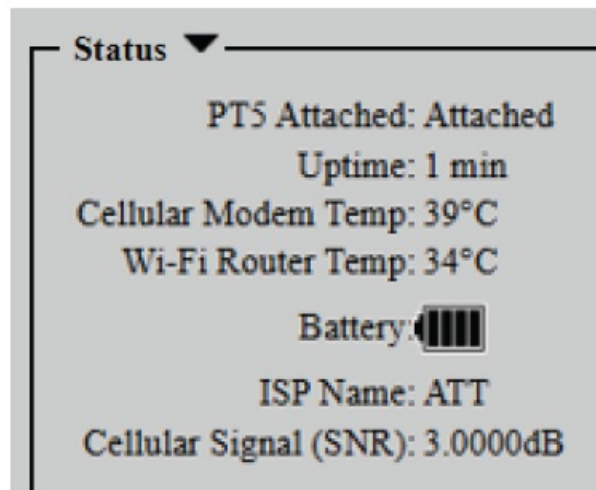 Status
PT5 Attached: Attached
Uptime: 1 min
Cellular Modem Temp: 39°C
Wi-Fi Router Temp: 34°C
Battery:
ISP Name: ATT
Cellular Signal (SNR): 3.0000dB